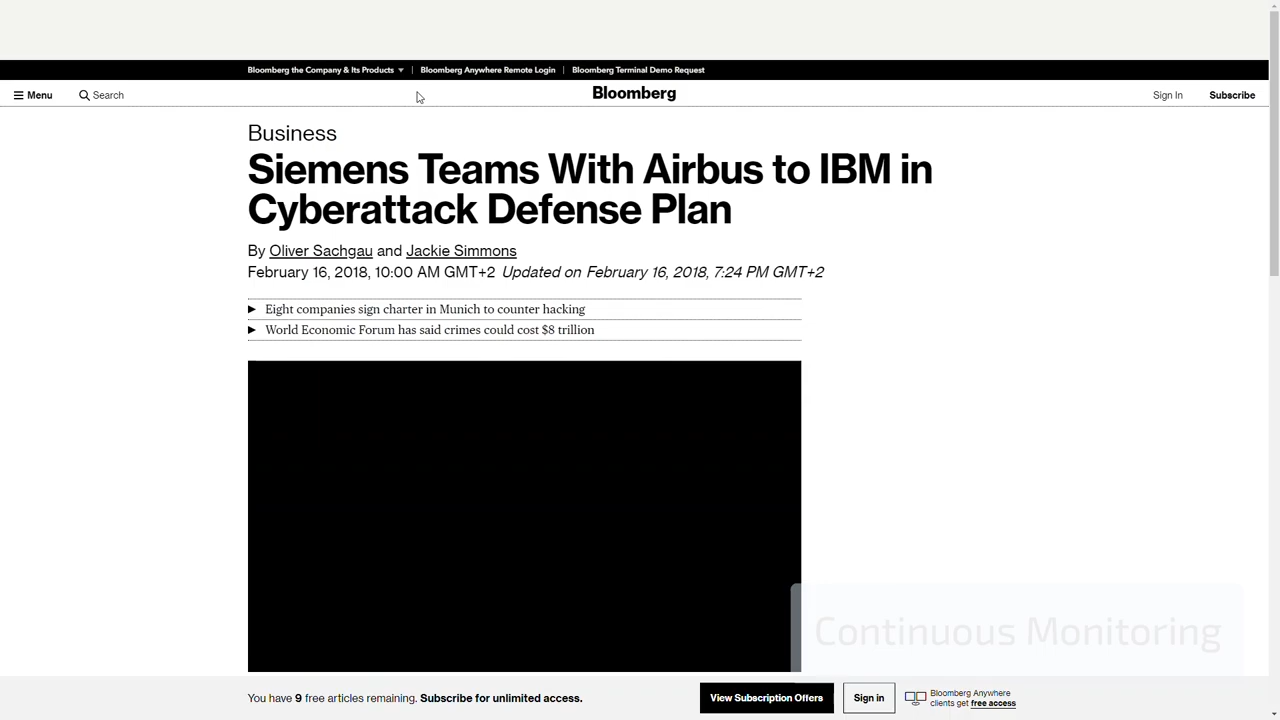 Bloomberg the Company & Its Products
Bloomberg Anywhere Remote Login
Bloomberg Terminal Demo Request
Menu
Search
Bloomberg
Sign In
Subscribe
Business
Siemens Teams With Airbus to IBM in
Cyberattack Defense Plan
By Oliver Sachgau and Jackie Simmons
February 16, 2018, 10:00 AM GMT+2 Updated on February 16, 2018, 7:24 PM GMT+2
Eight companies sign charter in Munich to counter hacking
World Economic Forum has said crimes could cost $8 trillion
Continuous Monitoring
You have 9 free articles remaining. Subscribe for unlimited access.
View Subscription Offers
Sign in
Bloomberg Anywhere
clients get free access